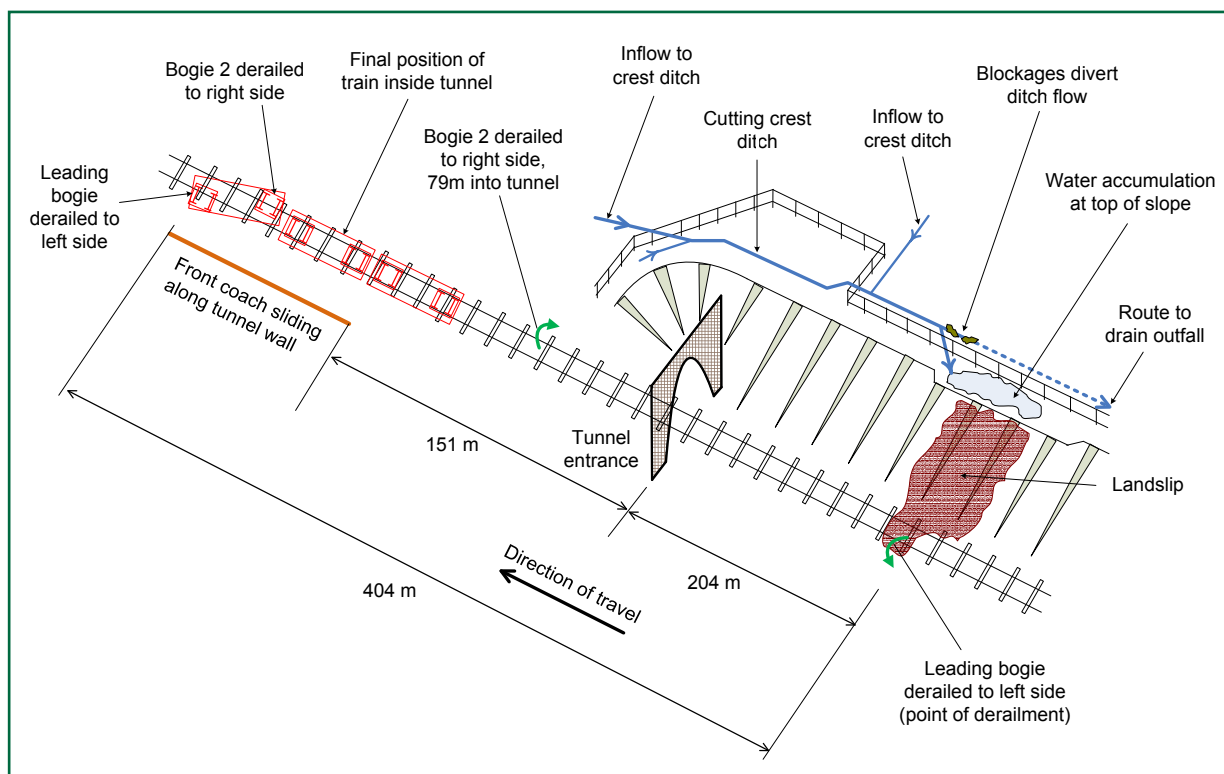 Bogie 2 derailed
to right side
Final position of
train inside tunnel
Inflow to
crest ditch
Blockages divert
ditch flow
Cutting crest
ditch
Inflow to
crest ditch
Bogie 2 derailed
to right side,
79m into tunnel
Leading
bogie
derailed to
left side
Water accumulation
at top of slope
Front coach sliding
along tunnel wall
Route to
drain outfall
151 m
Tunnel
entrance
Landslip
Direction of travel
404 m
204 m
Leading bogie
derailed to left side
(point of derailment)